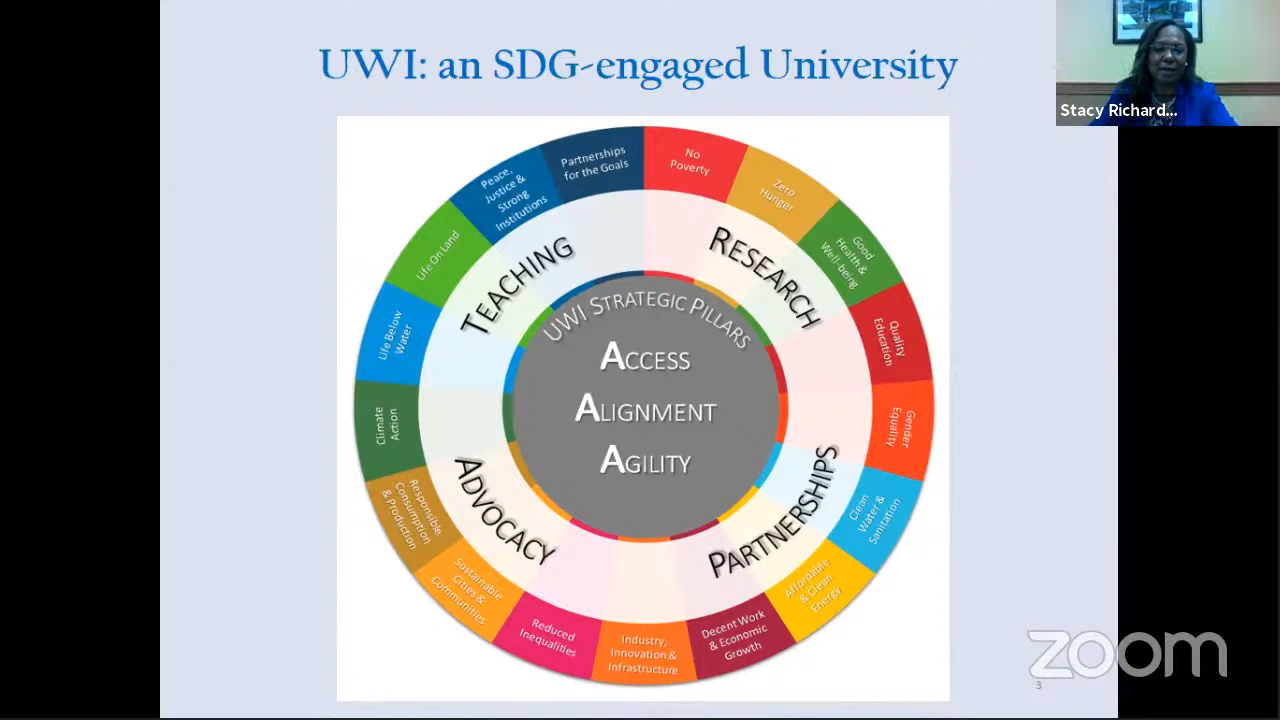 UWI: an SDG-engaged University
Stacy Richard...
Partnerships
for the Goals
No
Poverty
Zero
Hunger
Good
Health &
Well-being
Quality
Education
Gender
Equality
Clean
Water &
Sanitation
Affordable
& Clean
Energy
Decent Work
& Economic
Growth
Industry,
Innovation &
Infrastructure
Reduced
Inequalities
Sustainable
Cities &
Communities
Responsible
Consumption
& Production
Climate
Action
Life Below
Water
Life On Land
Peace,
Justice &
Strong
Institutions
TEACHING
RESEARCH
PARTNERSHIPS
ADVOCACY
UWI STRATEGIC PILLARS
ACCESS
ALIGNMENT
AGILITY
zoom
3